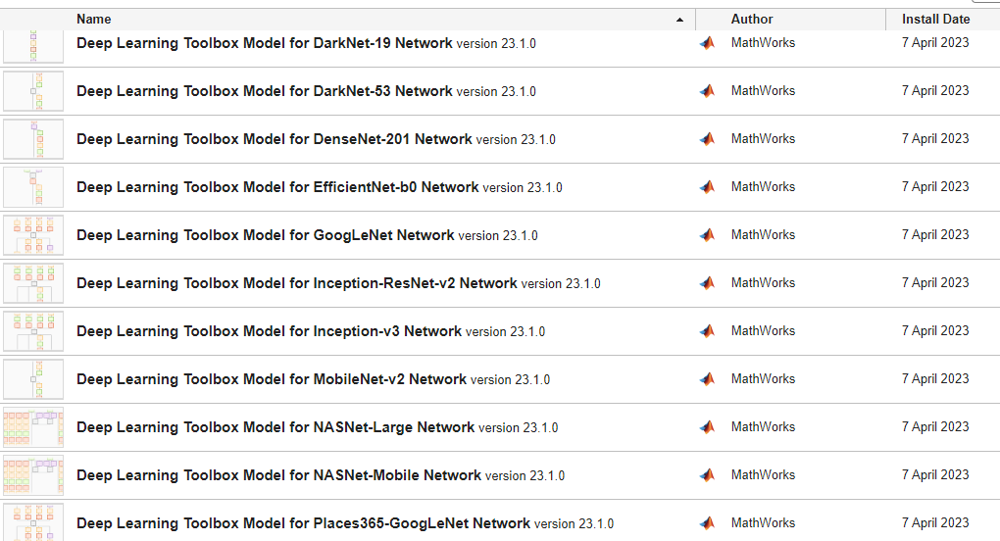 Name Author Install Date
Deep Learning Toolbox Model for DarkNet-19 Network version 23.1.0 MathWorks 7 April 2023
Deep Learning Toolbox Model for DarkNet-53 Network version 23.1.0 MathWorks 7 April 2023
Deep Learning Toolbox Model for DenseNet-201 Network version 23.1.0 MathWorks 7 April 2023
Deep Learning Toolbox Model for EfficientNet-b0 Network version 23.1.0 MathWorks 7 April 2023
Deep Learning Toolbox Model for GoogLeNet Network version 23.1.0 MathWorks 7 April 2023
Deep Learning Toolbox Model for Inception-ResNet-v2 Network version 23.1.0 MathWorks 7 April 2023
Deep Learning Toolbox Model for Inception-v3 Network version 23.1.0 MathWorks 7 April 2023
Deep Learning Toolbox Model for MobileNet-v2 Network version 23.1.0 MathWorks 7 April 2023
Deep Learning Toolbox Model for NASNet-Large Network version 23.1.0 MathWorks 7 April 2023
Deep Learning Toolbox Model for NASNet-Mobile Network version 23.1.0 MathWorks 7 April 2023
Deep Learning Toolbox Model for Places365-GoogLeNet Network version 23.1.0 MathWorks 7 April 2023